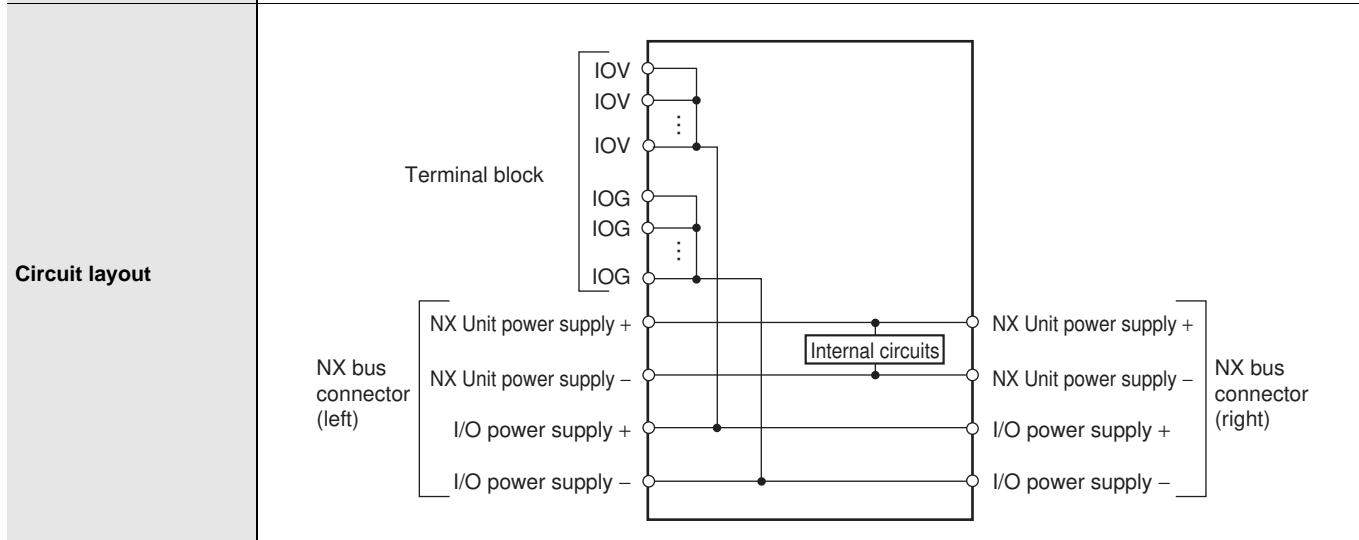 Circuit layout
Terminal block
IOV
IOV
⋮
IOV
IOG
IOG
⋮
IOG
NX bus
connector
(left)
NX Unit power supply +
NX Unit power supply −
I/O power supply +
I/O power supply −
Internal circuits
NX Unit power supply +
NX Unit power supply −
I/O power supply +
I/O power supply −
NX bus
connector
(right)